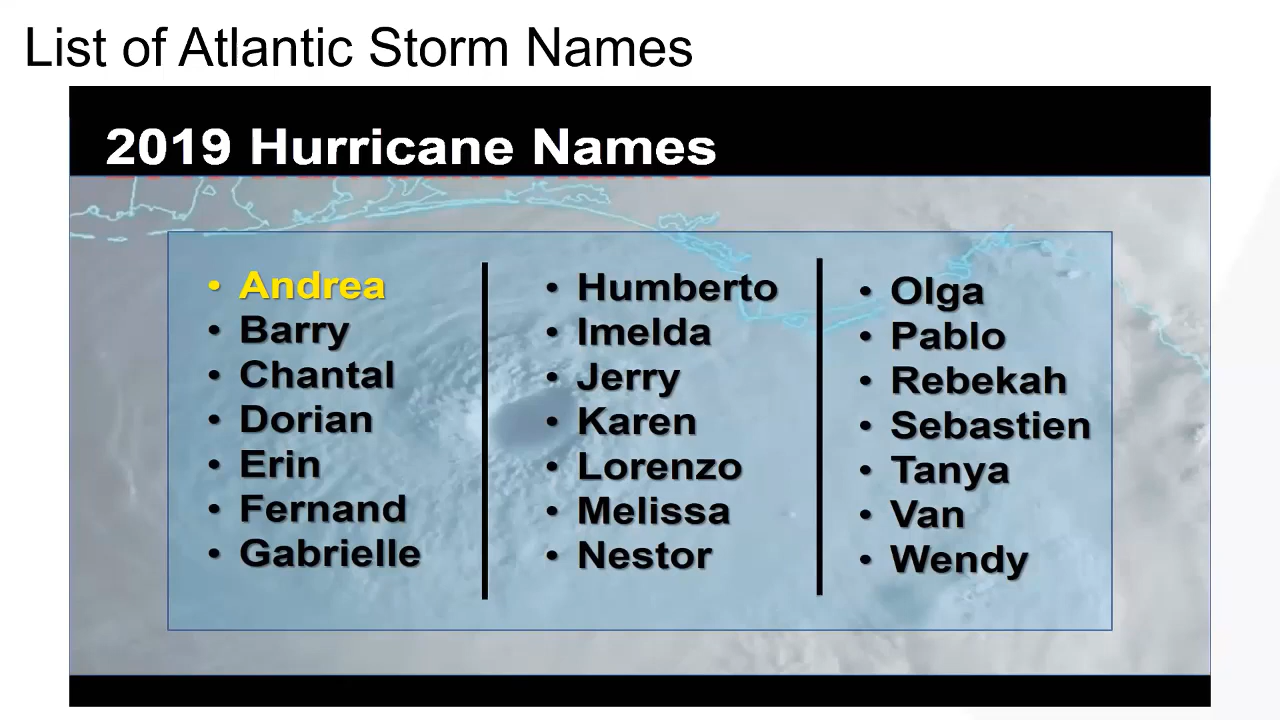 List of Atlantic Storm Names
2019 Hurricane Names
• Andrea
• Barry
• Chantal
• Dorian
• Erin
• Fernand
• Gabrielle
• Humberto
• Imelda
• Jerry
• Karen
• Lorenzo
• Melissa
• Nestor
• Olga
• Pablo
• Rebekah
• Sebastien
• Tanya
• Van
• Wendy